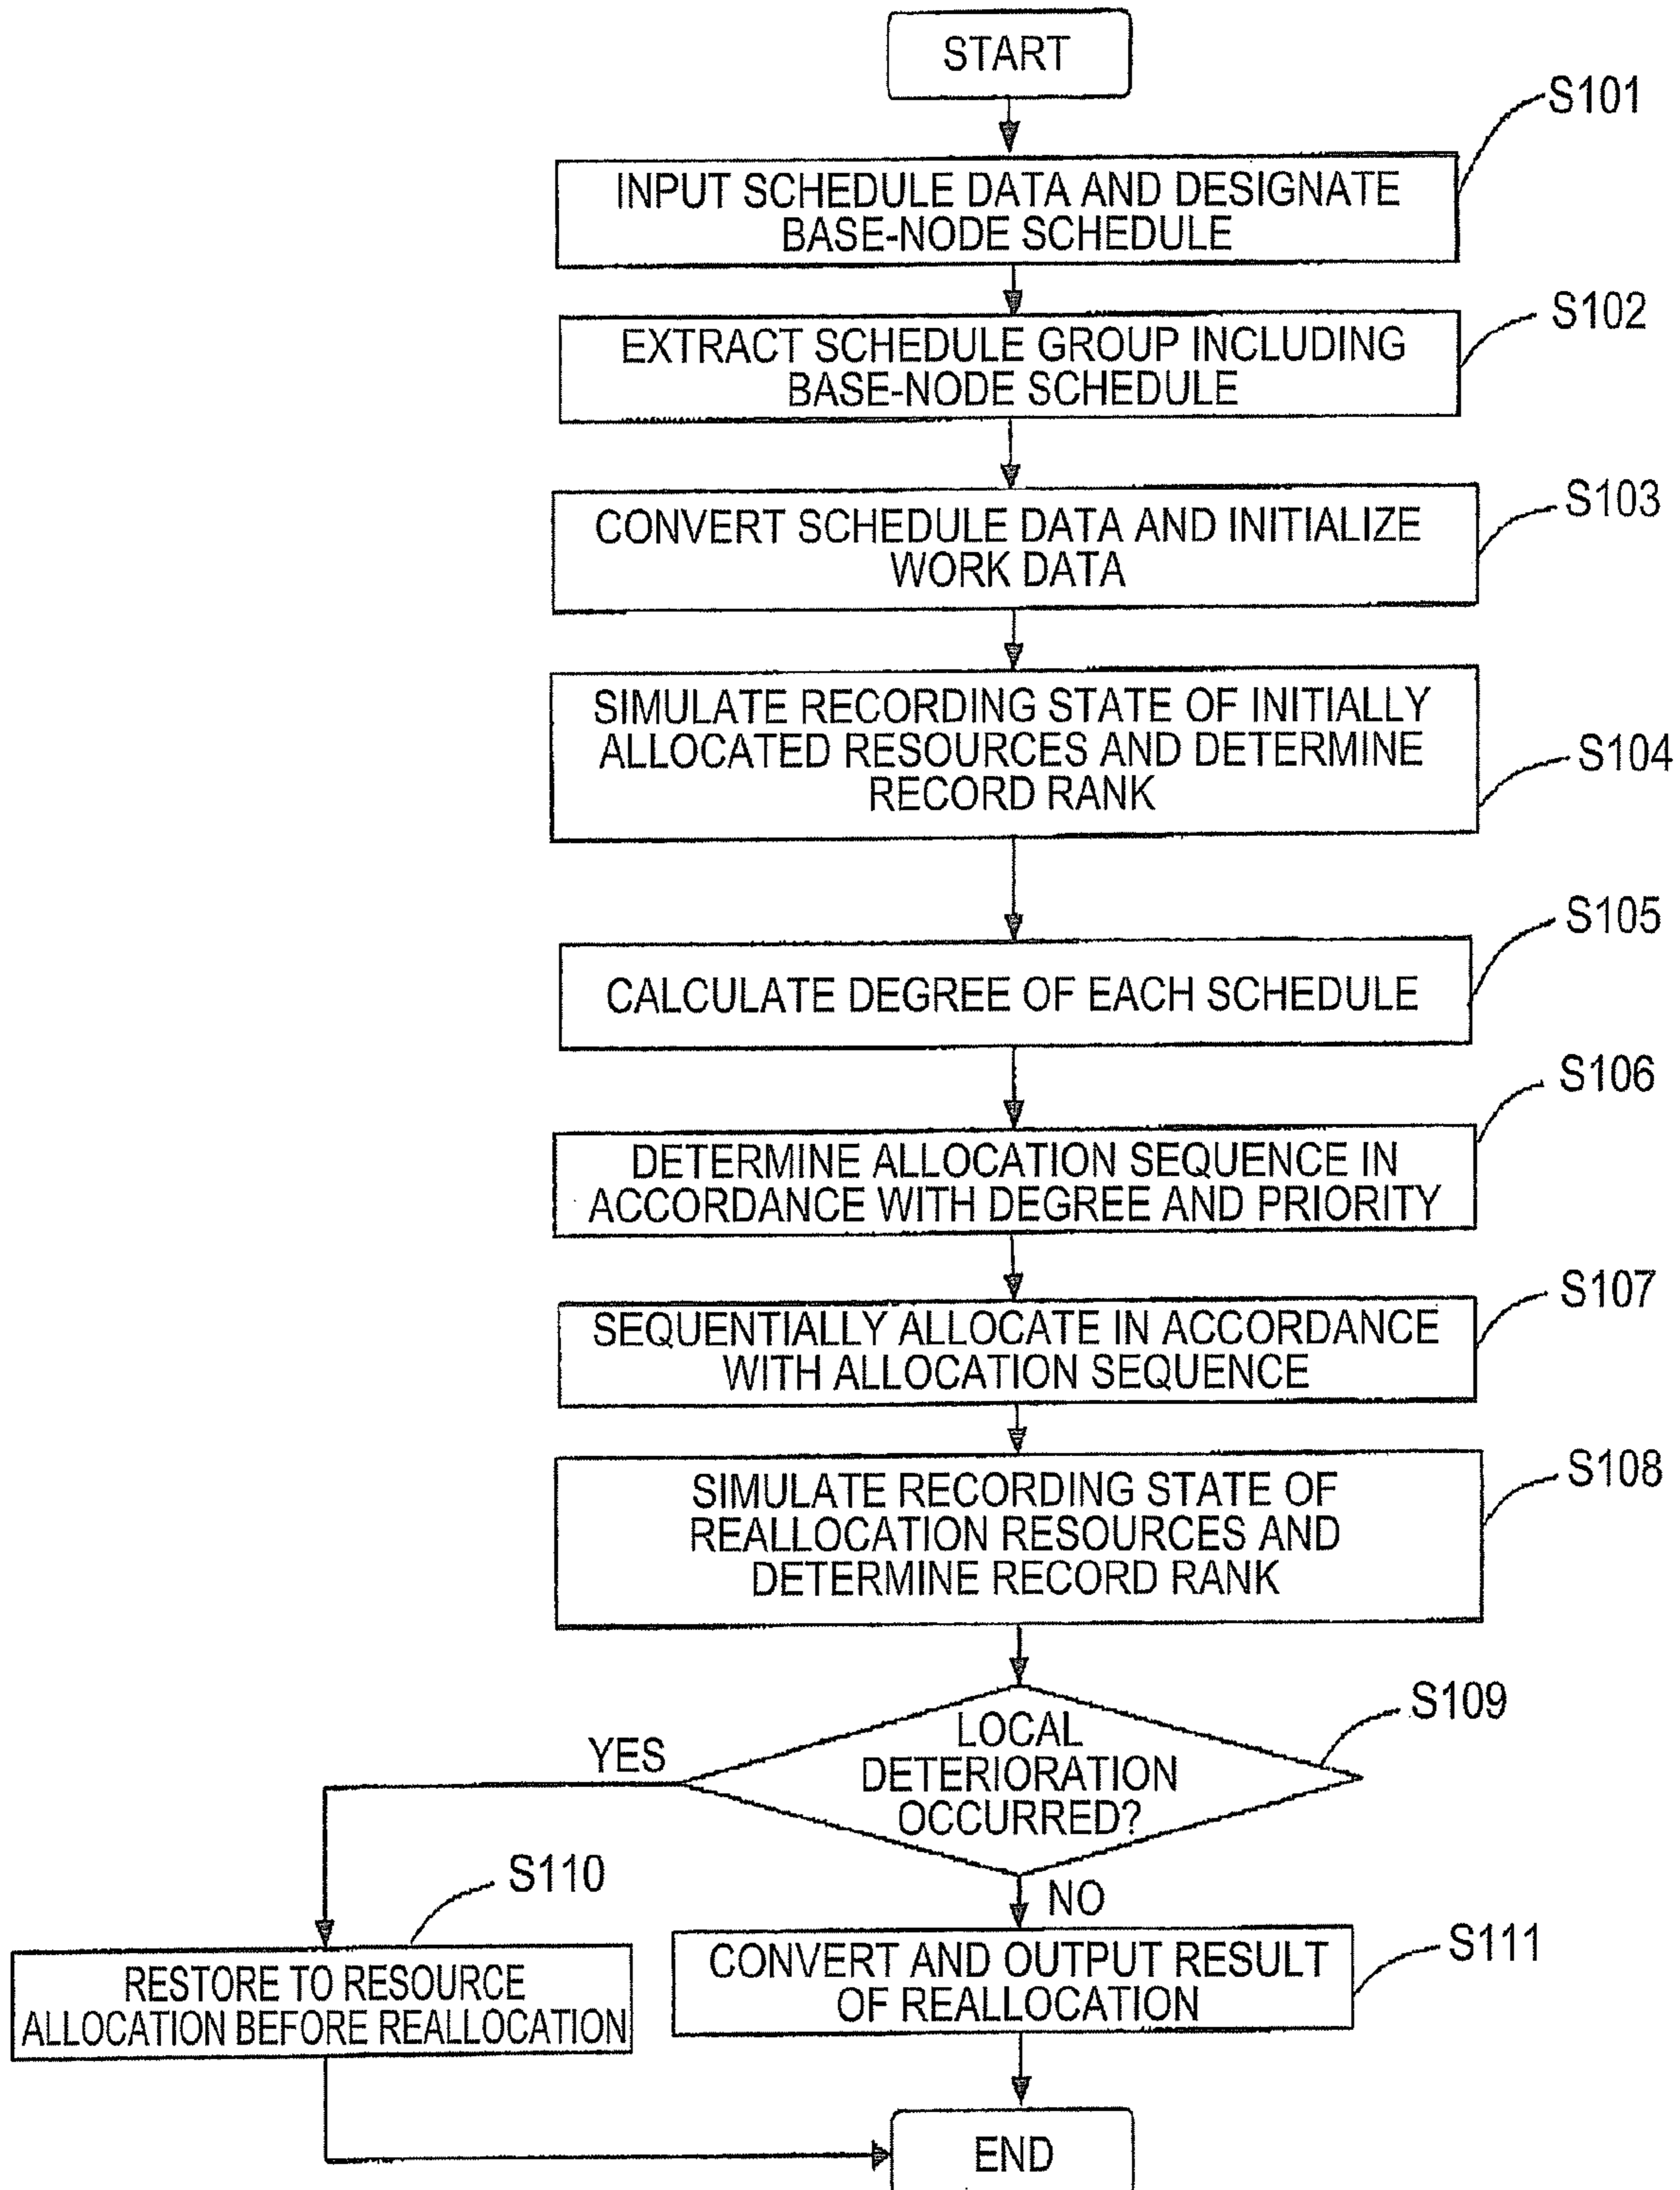 START
S101
INPUT SCHEDULE DATA AND DESIGNATE
BASE-NODE SCHEDULE
S102
EXTRACT SCHEDULE GROUP INCLUDING
BASE-NODE SCHEDULE
S103
CONVERT SCHEDULE DATA AND INITIALIZE
WORK DATA
SIMULATE RECORDING STATE OF INITIALLY
ALLOCATED RESOURCES AND DETERMINE
RECORD RANK
S104
S105
CALCULATE DEGREE OF EACH SCHEDULE
S106
DETERMINE ALLOCATION SEQUENCE IN
ACCORDANCE WITH DEGREE AND PRIORITY
S107
SEQUENTIALLY ALLOCATE IN ACCORDANCE
WITH ALLOCATION SEQUENCE
S108
SIMULATE RECORDING STATE OF
REALLOCATION RESOURCES AND
DETERMINE RECORD RANK
S109
LOCAL
DETERIORATION
OCCURRED?
YES
S110
NO
RESTORE TO RESOURCE
ALLOCATION BEFORE REALLOCATION
S111
CONVERT AND OUTPUT RESULT
OF REALLOCATION
END